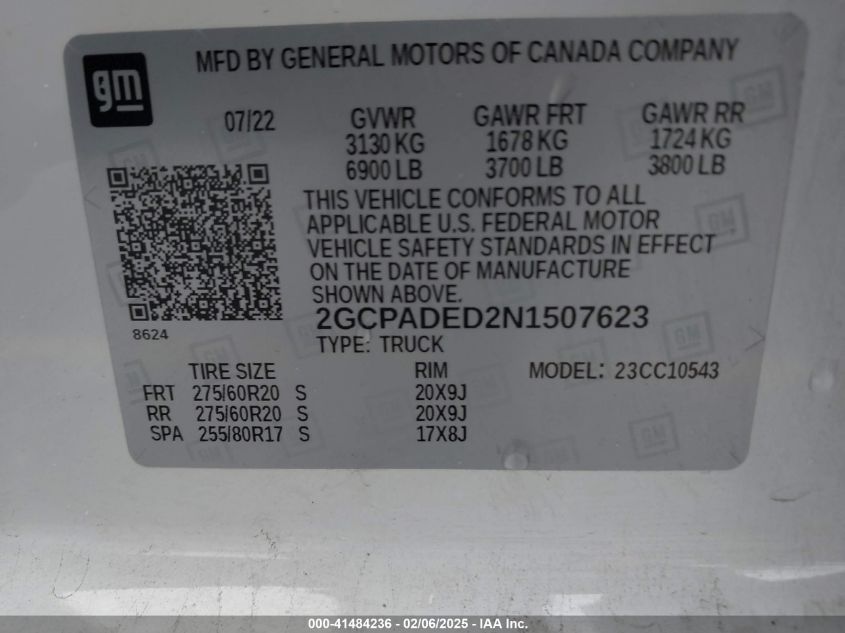 MFD BY GENERAL MOTORS OF CANADA COMPANY
gm
07/22 GVWR GAWR FRT GAWR RR
3130 KG 1678 KG 1724 KG
6900 LB 3700 LB 3800 LB
THIS VEHICLE CONFORMS TO ALL
APPLICABLE U.S. FEDERAL MOTOR
VEHICLE SAFETY STANDARDS IN EFFECT
ON THE DATE OF MANUFACTURE
SHOWN ABOVE.
8624
2GCPADED2N1507623
TYPE: TRUCK
TIRE SIZE RIM MODEL: 23CC10543
FRT 275/60R20 S 20X9J
RR 275/60R20 S 20X9J
SPA 255/80R17 S 17X8J
000-41484236 - 02/06/2025 - IAA Inc.